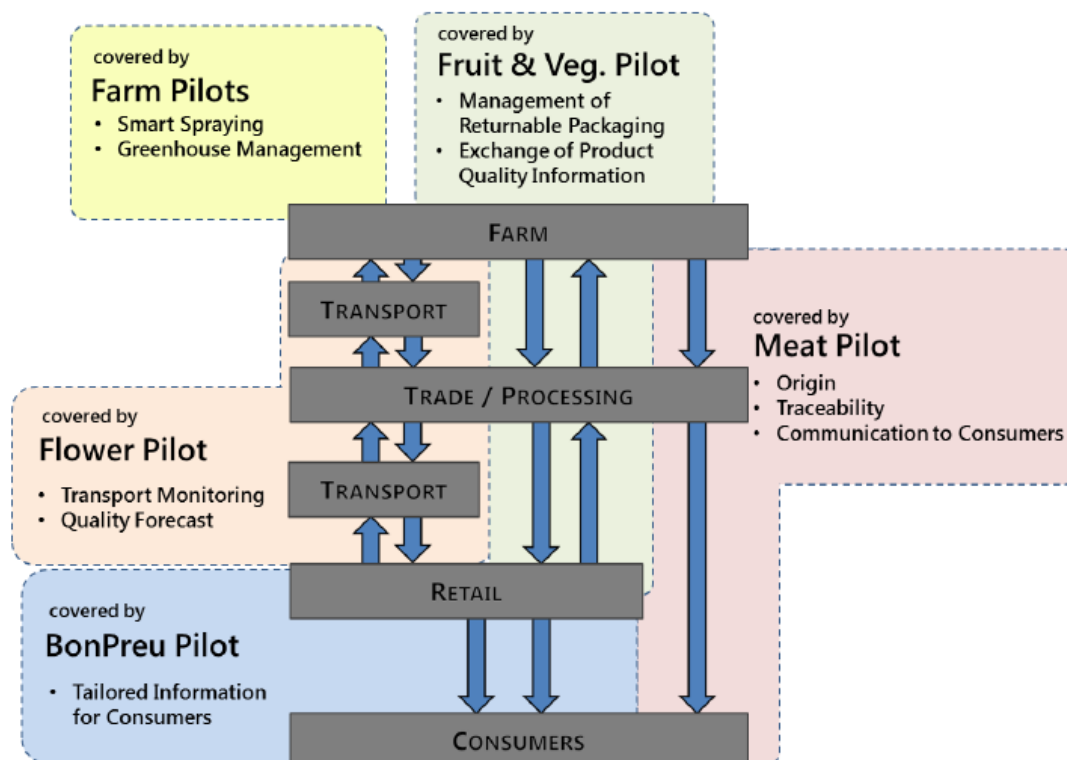 covered by
Farm Pilots
• Smart Spraying
• Greenhouse Management
covered by
Fruit & Veg. Pilot
• Management of
Returnable Packaging
• Exchange of Product
Quality Information
FARM
TRANSPORT
covered by
Meat Pilot
• Origin
• Traceability
• Communication to Consumers
TRADE / PROCESSING
covered by
Flower Pilot
• Transport Monitoring
• Quality Forecast
TRANSPORT
RETAIL
covered by
BonPreu Pilot
• Tailored Information
for Consumers
CONSUMERS